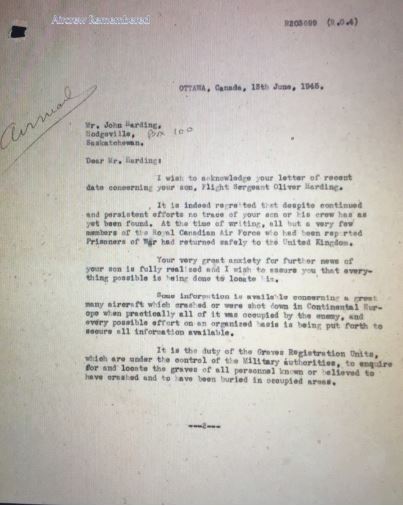 Aircrew Remembered
R203099 (R.O.4)
OTTAWA, Canada, 13th June, 1945.
Airmail
Mr. John Harding,
Hodgeville, Box 100
Saskatchewan.
Dear Mr. Harding:
I wish to acknowledge your letter of recent
date concerning your son, Flight Sergeant Oliver Harding.
It is indeed regretted that despite continued
and persistent efforts no trace of your son or his crew has as
yet been found. At the time of writing, all but a very few
members of the Royal Canadian Air Force who had been reported
Prisoners of War had returned safely to the United Kingdom.
Your very great anxiety for further news of
your son is fully realized and I wish to assure you that every-
thing possible is being done to locate him.
Some information is available concerning a great
many aircraft which crashed or were shot down in Continental Eur-
ope when practically all of it was occupied by the enemy, and
every possible effort on an organized basis is being put forth to
secure all information available.
It is the duty of the Graves Registration Units,
which are under the control of the Military Authorities, to enquire
for and locate the graves of all personnel known or believed to
have crashed and to have been buried in occupied areas.
---2---